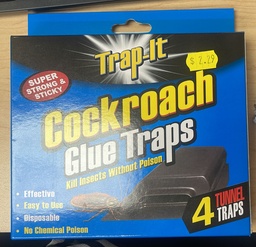 $2.29
Trap-It
SUPER
STRONG &
STICKY
Cockroach
Glue Traps
Kill Insects Without Poison
• Effective
• Easy to Use
• Disposable
• No Chemical Poison
4 TUNNEL
TRAPS